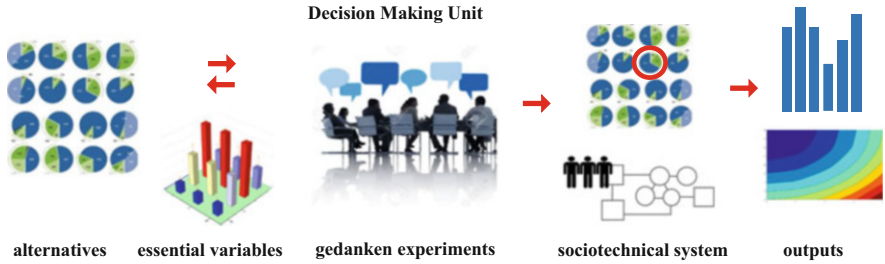 Decision Making Unit
alternatives
essential variables
gedanken experiments
sociotechnical system
outputs